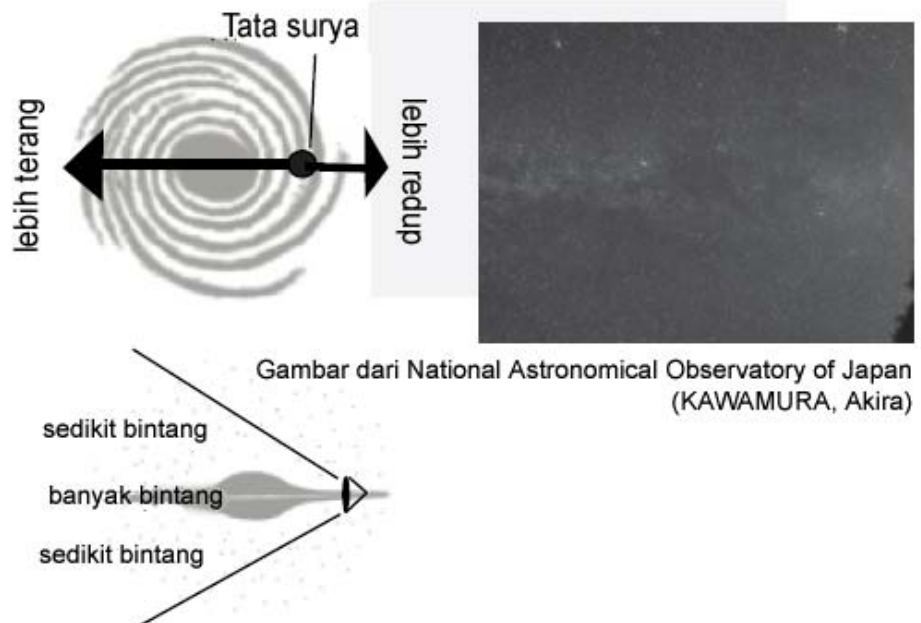 Tata surya
lebih terang
lebih redup
Gambar dari National Astronomical Observatory of Japan
(KAWAMURA, Akira)
sedikit bintang
banyak bintang
sedikit bintang